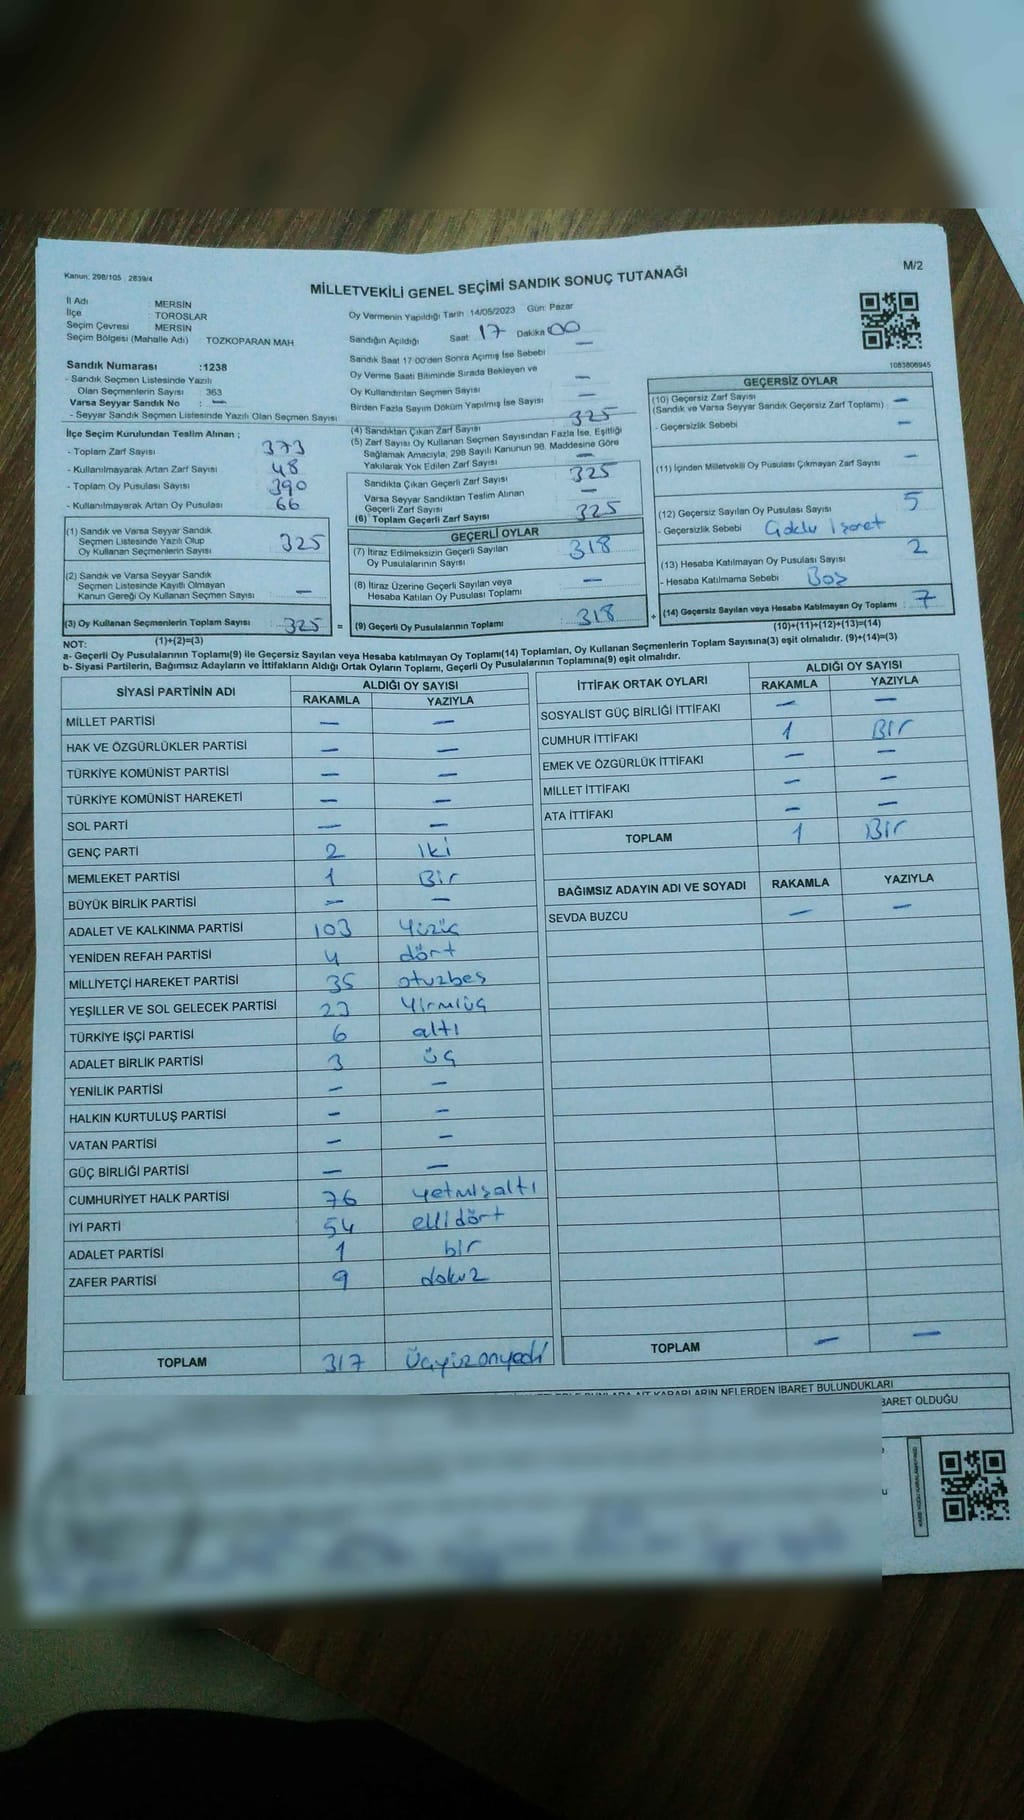 Kanun: 298/105 , 2839/4
MİLLETVEKİLİ GENEL SEÇİMİ SANDIK SONUÇ TUTANAĞI
M/2
İl Adı : MERSİN
İlçe : TOROSLAR
Seçim Çevresi : MERSİN
Seçim Bölgesi (Mahalle Adı) TOZKOPARAN MAH
Oy Vermenin Yapıldığı Tarih :14/05/2023 Gün: Pazar
Sandığın Açıldığı Saat 17 Dakika 00
Sandık Saat 17:00'den Sonra Açımış İse Sebebi —
Oy Verme Saati Bitiminde Sırada Bekleyen ve
Oy Kullandırılan Seçmen Sayısı —
Birden Fazla Sayım Döküm Yapılmış İse Sayısı —
1083806945
Sandık Numarası :1238
- Sandık Seçmen Listesinde Yazılı
Olan Seçmenlerin Sayısı : 363
Varsa Seyyar Sandık No : —
- Seyyar Sandık Seçmen Listesinde Yazılı Olan Seçmen Sayısı:
İlçe Seçim Kurulundan Teslim Alınan ;
- Toplam Zarf Sayısı 373
- Kullanılmayarak Artan Zarf Sayısı 48
- Toplam Oy Pusulası Sayısı 390
- Kullanılmayarak Artan Oy Pusulası 66
(1) Sandık ve Varsa Seyyar Sandık
Seçmen Listesinde Yazılı Olup
Oy Kullanan Seçmenlerin Sayısı 325
(2) Sandık ve Varsa Seyyar Sandık
Seçmen Listesinde Kayıtlı Olmayan
Kanun Gereği Oy Kullanan Seçmen Sayısı —
(3) Oy Kullanan Seçmenlerin Toplam Sayısı 325 =
(1)+(2)=(3)
(4) Sandıktan Çıkan Zarf Sayısı 325
(5) Zarf Sayısı Oy Kullanan Seçmen Sayısından Fazla İse, Eşitliği
Sağlamak Amacıyla, 298 Sayılı Kanunun 98. Maddesine Göre
Yakılarak Yok Edilen Zarf Sayısı —
Sandıkta Çıkan Geçerli Zarf Sayısı 325
Varsa Seyyar Sandıktan Teslim Alınan
Geçerli Zarf Sayısı —
(6) Toplam Geçerli Zarf Sayısı 325
GEÇERLİ OYLAR
(7) İtiraz Edilmeksizin Geçerli Sayılan
Oy Pusulalarının Sayısı 318
(8) İtiraz Üzerine Geçerli Sayılan veya
Hesaba Katılan Oy Pusulası Toplamı —
(9) Geçerli Oy Pusulalarının Toplamı 318 +
GEÇERSİZ OYLAR
(10) Geçersiz Zarf Sayısı
(Sandık ve Varsa Seyyar Sandık Geçersiz Zarf Toplamı) —
- Geçersizlik Sebebi —
(11) İçinden Milletvekili Oy Pusulası Çıkmayan Zarf Sayısı —
(12) Geçersiz Sayılan Oy Pusulası Sayısı 5
- Geçersizlik Sebebi Çoklu işaret
(13) Hesaba Katılmayan Oy Pusulası Sayısı 2
- Hesaba Katılmama Sebebi Boş
(14) Geçersiz Sayılan veya Hesaba Katılmayan Oy Toplamı : 7
(10)+(11)+(12)+(13)=(14)
NOT:
a- Geçerli Oy Pusulalarının Toplamı(9) ile Geçersiz Sayılan veya Hesaba katılmayan Oy Toplamı(14) Toplamları, Oy Kullanan Seçmenlerin Toplam Sayısına(3) eşit olmalıdır. (9)+(14)=(3)
b- Siyasi Partilerin, Bağımsız Adayların ve İttifakların Aldığı Ortak Oyların Toplamı, Geçerli Oy Pusulalarının Toplamına(9) eşit olmalıdır.
SİYASİ PARTİNİN ADI ALDIĞI OY SAYISI
RAKAMLA YAZIYLA
MİLLET PARTİSİ — —
HAK VE ÖZGÜRLÜKLER PARTİSİ — —
TÜRKİYE KOMÜNİST PARTİSİ — —
TÜRKİYE KOMÜNİST HAREKETİ — —
SOL PARTİ — —
GENÇ PARTİ 2 iki
MEMLEKET PARTİSİ 1 Bir
BÜYÜK BİRLİK PARTİSİ — —
ADALET VE KALKINMA PARTİSİ 103 Yüzüç
YENİDEN REFAH PARTİSİ 4 dört
MİLLİYETÇİ HAREKET PARTİSİ 35 otuzbeş
YEŞİLLER VE SOL GELECEK PARTİSİ 23 Yirmiüç
TÜRKİYE İŞÇİ PARTİSİ 6 altı
ADALET BİRLİK PARTİSİ 3 üç
YENİLİK PARTİSİ — —
HALKIN KURTULUŞ PARTİSİ — —
VATAN PARTİSİ — —
GÜÇ BİRLİĞİ PARTİSİ — —
CUMHURİYET HALK PARTİSİ 76 yetmişaltı
İYİ PARTİ 54 ellidört
ADALET PARTİSİ 1 bir
ZAFER PARTİSİ 9 dokuz
TOPLAM 317 Üçyüzonyedi
İTTİFAK ORTAK OYLARI ALDIĞI OY SAYISI
RAKAMLA YAZIYLA
SOSYALİST GÜÇ BİRLİĞİ İTTİFAKI — —
CUMHUR İTTİFAKI 1 Bir
EMEK VE ÖZGÜRLÜK İTTİFAKI — —
MİLLET İTTİFAKI — —
ATA İTTİFAKI — —
TOPLAM 1 Bir
BAĞIMSIZ ADAYIN ADI VE SOYADI RAKAMLA YAZIYLA
SEVDA BUZCU — —
TOPLAM — —
KARARLARIN NELERDEN İBARET BULUNDUKLARI
İBARET OLDUĞU